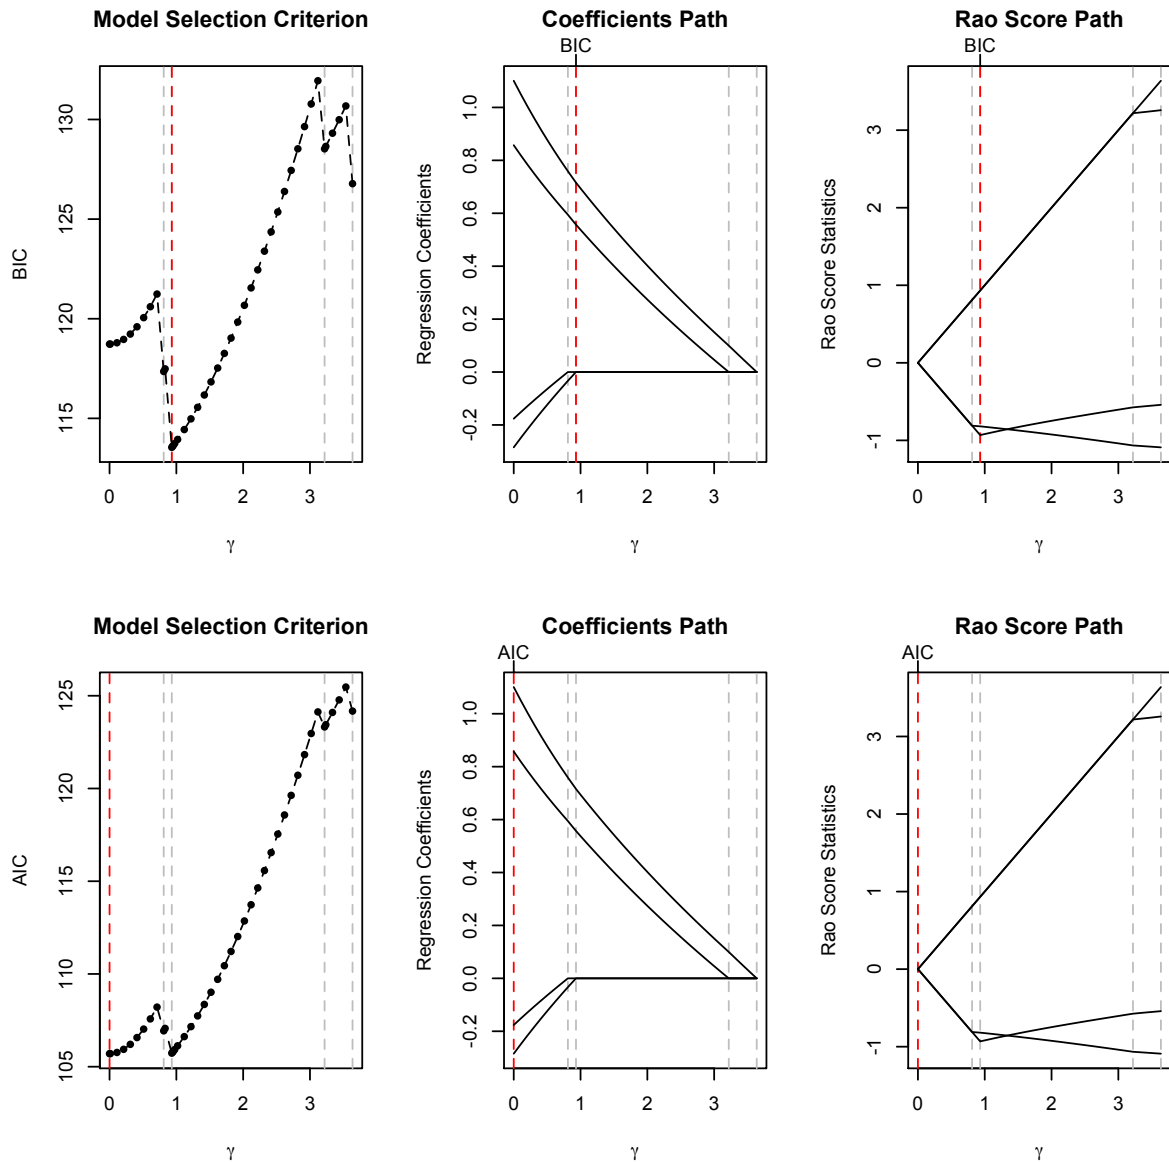 Model Selection Criterion
BIC
130
125
120
115
0 1 2 3
γ
Coefficients Path
BIC
Regression Coefficients
1.0
0.8
0.6
0.4
0.2
0.0
-0.2
0 1 2 3
γ
Rao Score Path
BIC
Rao Score Statistics
3
2
1
0
-1
0 1 2 3
γ
Model Selection Criterion
AIC
125
120
115
110
105
0 1 2 3
γ
Coefficients Path
AIC
Regression Coefficients
1.0
0.8
0.6
0.4
0.2
0.0
-0.2
0 1 2 3
γ
Rao Score Path
AIC
Rao Score Statistics
3
2
1
0
-1
0 1 2 3
γ